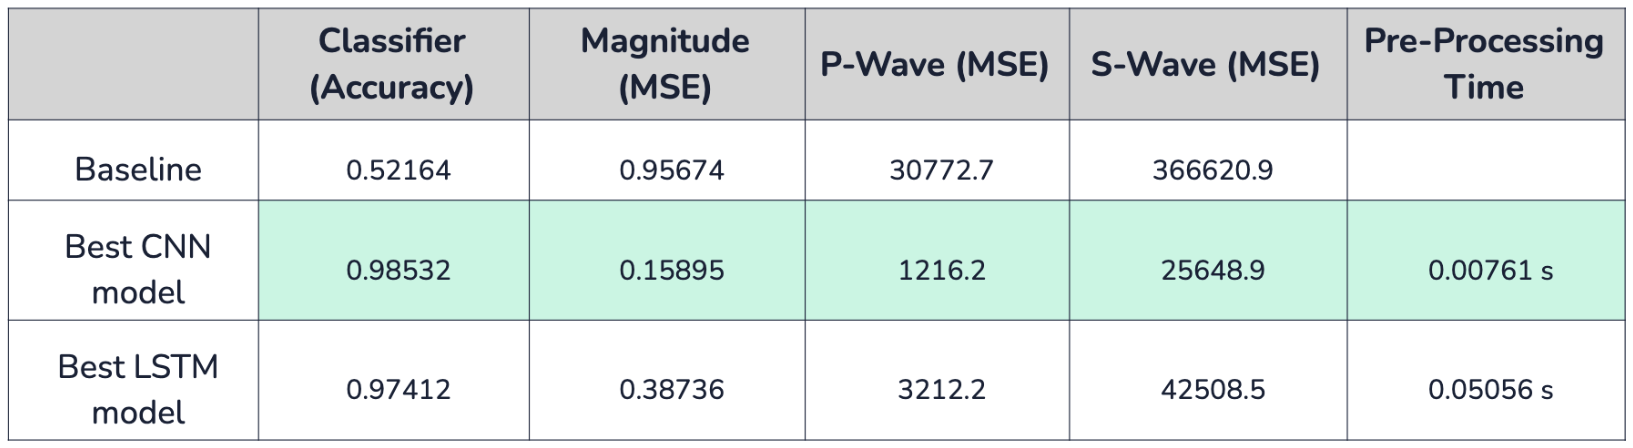 Classifier (Accuracy) Magnitude (MSE) P-Wave (MSE) S-Wave (MSE) Pre-Processing Time
Baseline 0.52164 0.95674 30772.7 366620.9
Best CNN model 0.98532 0.15895 1216.2 25648.9 0.00761 s
Best LSTM model 0.97412 0.38736 3212.2 42508.5 0.05056 s